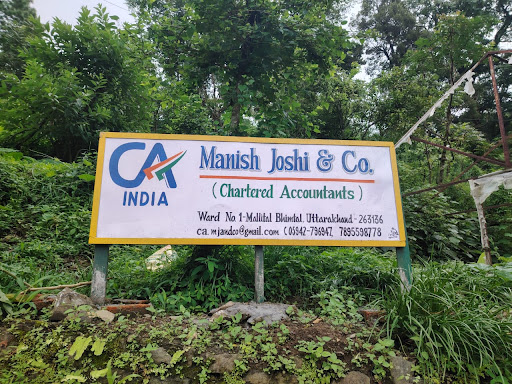 CA
INDIA
Manish Joshi & Co.
(Chartered Accountants)
Ward No 1-Mallital Bhimtal, Uttarakhand-263136
ca.mjandco@gmail.com (05942-796947, 7895598778